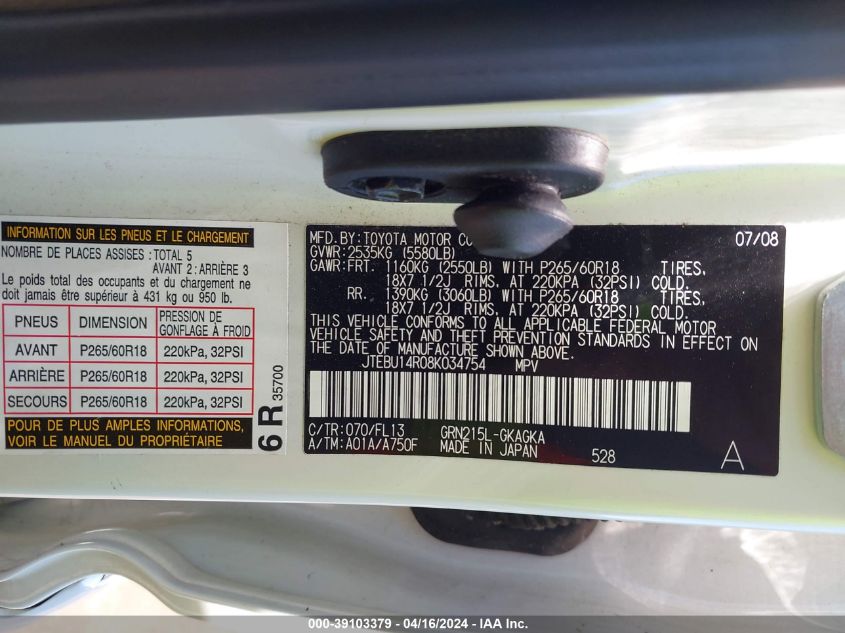 INFORMATION SUR LES PNEUS ET LE CHARGEMENT
NOMBRE DE PLACES ASSISES : TOTAL 5
AVANT 2 : ARRIÈRE 3
Le poids total des occupants et du chargement ne
doit jamais être supérieur à 431 kg ou 950 lb.
PNEUS DIMENSION PRESSION DE GONFLAGE À FROID
AVANT P265/60R18 220kPa, 32PSI
ARRIÈRE P265/60R18 220kPa, 32PSI
SECOURS P265/60R18 220kPa, 32PSI
POUR DE PLUS AMPLES INFORMATIONS,
VOIR LE MANUEL DU PROPRIÉTAIRE
6R 35700
MFD.BY:TOYOTA MOTOR 07/08
GVWR:2535KG (5580LB)
GAWR:FRT. 1160KG (2550LB) WITH P265/60R18 TIRES,
18X7 1/2J RIMS, AT 220KPA (32PSI) COLD.
RR. 1390KG (3060LB) WITH P265/60R18 TIRES,
18X7 1/2J RIMS, AT 220KPA (32PSI) COLD.
THIS VEHICLE CONFORMS TO ALL APPLICABLE FEDERAL MOTOR
VEHICLE SAFETY AND THEFT PREVENTION STANDARDS IN EFFECT ON
THE DATE OF MANUFACTURE SHOWN ABOVE.
JTEBU14R08K034754 MPV
C/TR:070/FL13 GRN215L-GKAGKA
A/TM:A01A/A750F MADE IN JAPAN 528 A
000-39103379 - 04/16/2024 - IAA Inc.